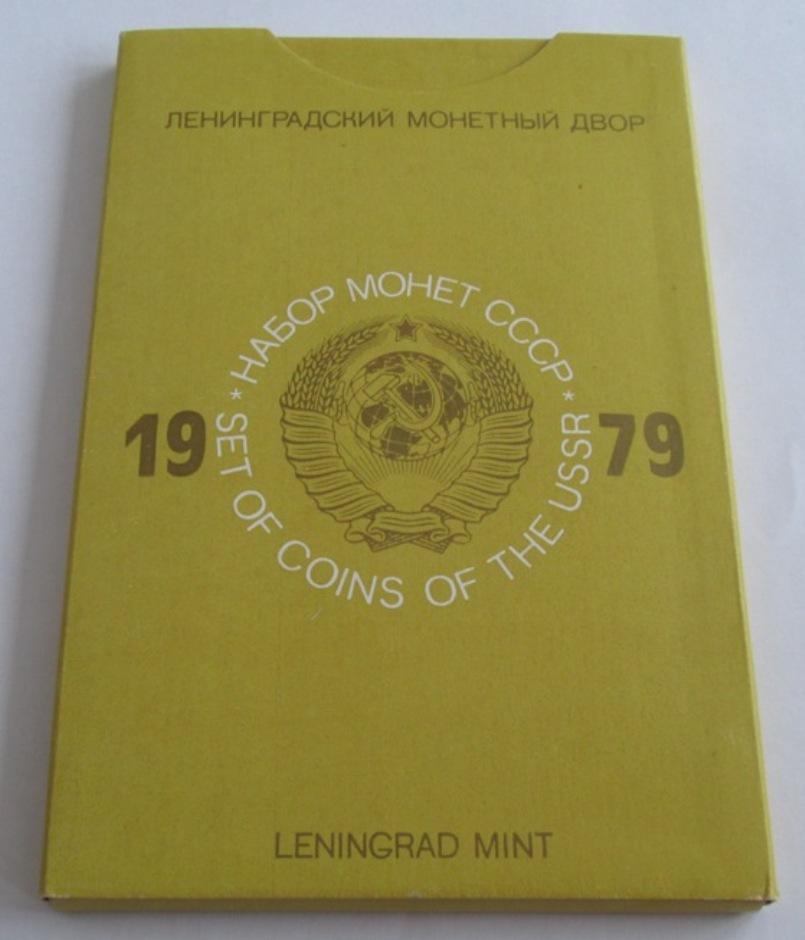 ЛЕНИНГРАДСКИЙ МОНЕТНЫЙ ДВОР
* НАБОР МОНЕТ СССР *
19 79
SET OF COINS OF THE USSR
LENINGRAD MINT